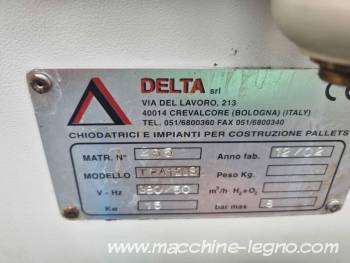 DELTA srl
VIA DEL LAVORO, 213
40014 CREVALCORE (BOLOGNA) (ITALY)
TEL. 051/6800360 FAX 051/6800340
CHIODATRICI E IMPIANTI PER COSTRUZIONE PALLETS
MATR. N° Anno fab. 12/02
MODELLO Peso Kg.
V - Hz 380/50 m³/h H₂+O₂
Kw 15 bar max
www.macchine-legno.com